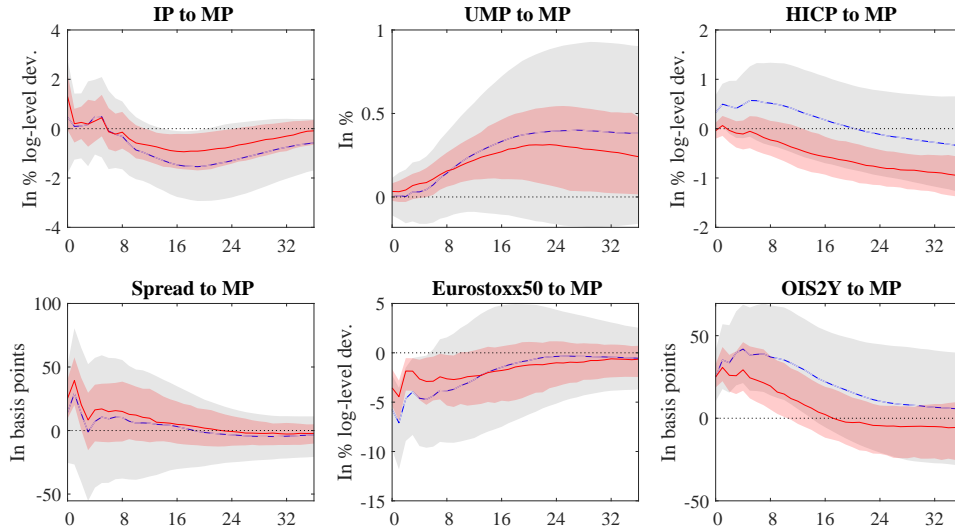 IP to MP
In % log-level dev.
4
2
0
-2
-4
0 8 16 24 32
UMP to MP
In %
1
0.5
0
0 8 16 24 32
HICP to MP
In % log-level dev.
2
1
0
-1
-2
0 8 16 24 32
Spread to MP
In basis points
100
50
0
-50
0 8 16 24 32
Eurostoxx50 to MP
In % log-level dev.
5
0
-5
-10
-15
0 8 16 24 32
OIS2Y to MP
In basis points
50
0
-50
0 8 16 24 32